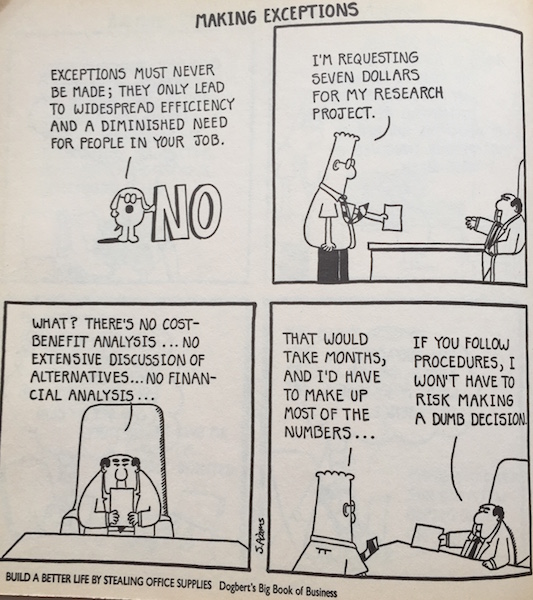 MAKING EXCEPTIONS
EXCEPTIONS MUST NEVER
BE MADE; THEY ONLY LEAD
TO WIDESPREAD EFFICIENCY
AND A DIMINISHED NEED
FOR PEOPLE IN YOUR JOB.
NO
I'M REQUESTING
SEVEN DOLLARS
FOR MY RESEARCH
PROJECT.
WHAT? THERE'S NO COST-
BENEFIT ANALYSIS ... NO
EXTENSIVE DISCUSSION OF
ALTERNATIVES... NO FINAN-
CIAL ANALYSIS ...
S.Adams
THAT WOULD
TAKE MONTHS,
AND I'D HAVE
TO MAKE UP
MOST OF THE
NUMBERS ...
IF YOU FOLLOW
PROCEDURES, I
WON'T HAVE TO
RISK MAKING
A DUMB DECISION.
BUILD A BETTER LIFE BY STEALING OFFICE SUPPLIES Dogbert's Big Book of Business